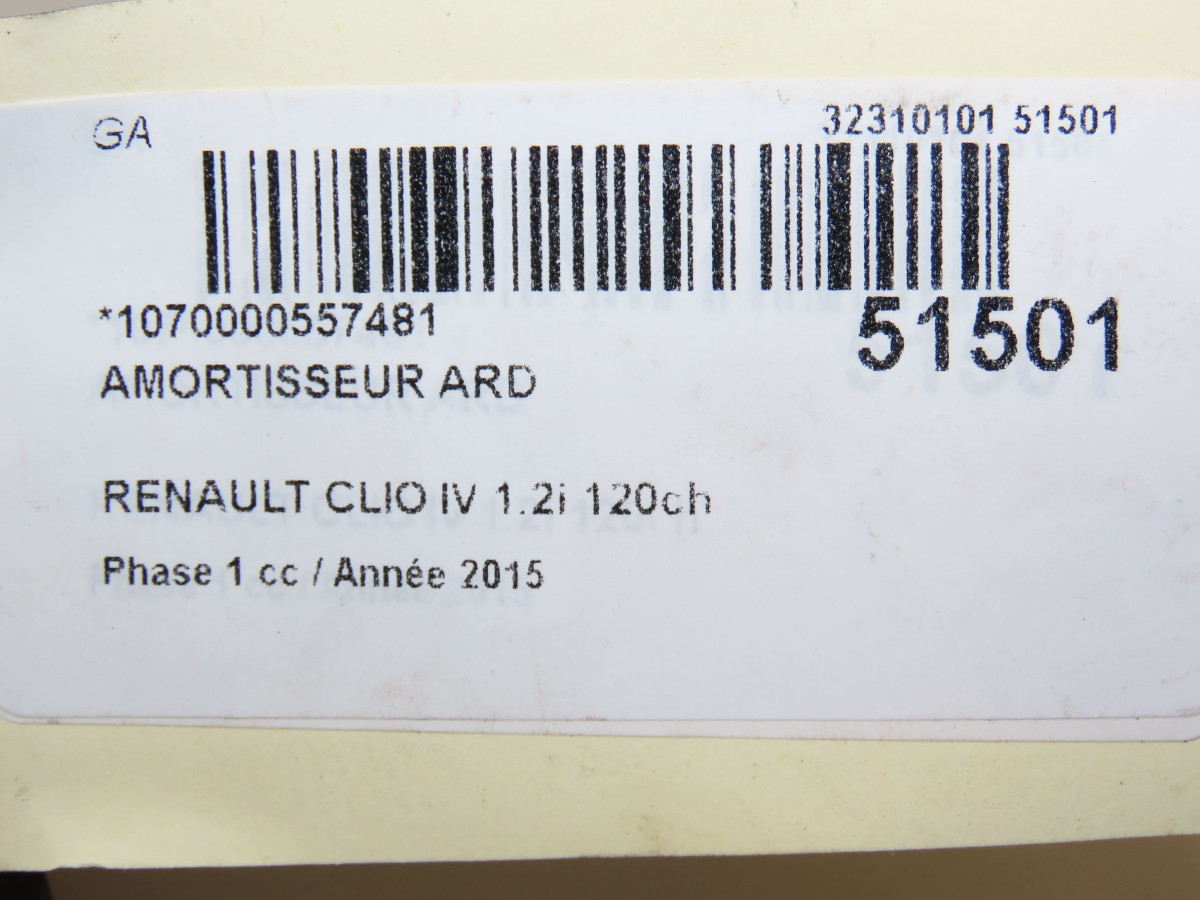 GA
32310101 51501
*1070000557481
51501
AMORTISSEUR ARD
RENAULT CLIO IV 1.2i 120ch
Phase 1 cc / Année 2015